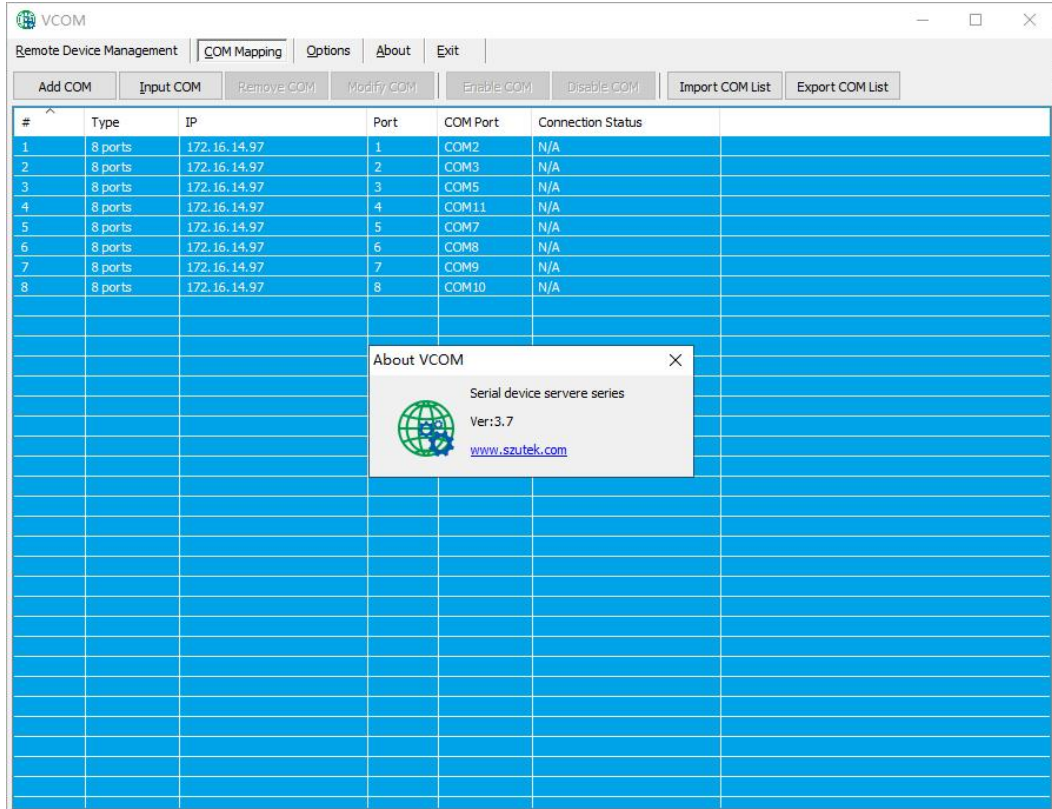 VCOM
Remote Device Management COM Mapping Options About Exit
Add COM Input COM Remove COM Modify COM Enable COM Disable COM Import COM List Export COM List
# Type IP Port COM Port Connection Status
1 8 ports 172.16.14.97 1 COM2 N/A
2 8 ports 172.16.14.97 2 COM3 N/A
3 8 ports 172.16.14.97 3 COM5 N/A
4 8 ports 172.16.14.97 4 COM11 N/A
5 8 ports 172.16.14.97 5 COM7 N/A
6 8 ports 172.16.14.97 6 COM8 N/A
7 8 ports 172.16.14.97 7 COM9 N/A
8 8 ports 172.16.14.97 8 COM10 N/A
About VCOM
Serial device servere series
Ver:3.7
www.szutek.com